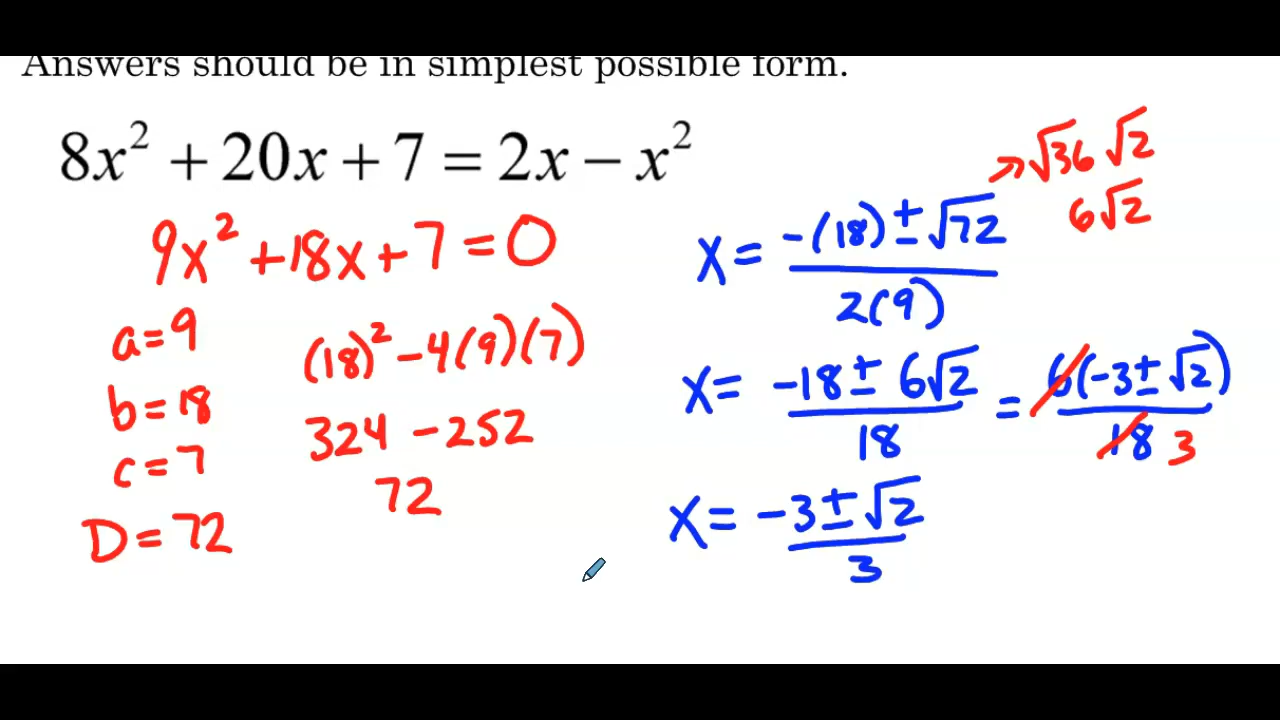 Answers should be in simplest possible form.
8x² + 20x + 7 = 2x − x²
9x² + 18x + 7 = 0
a = 9
b = 18
c = 7
D = 72
(18)² − 4(9)(7)
324 − 252
72
x = (-(18) ± √72) / 2(9)
→ √36 √2
6√2
x = (-18 ± 6√2) / 18 = 6(-3 ± √2) / 18 3
x = (-3 ± √2) / 3